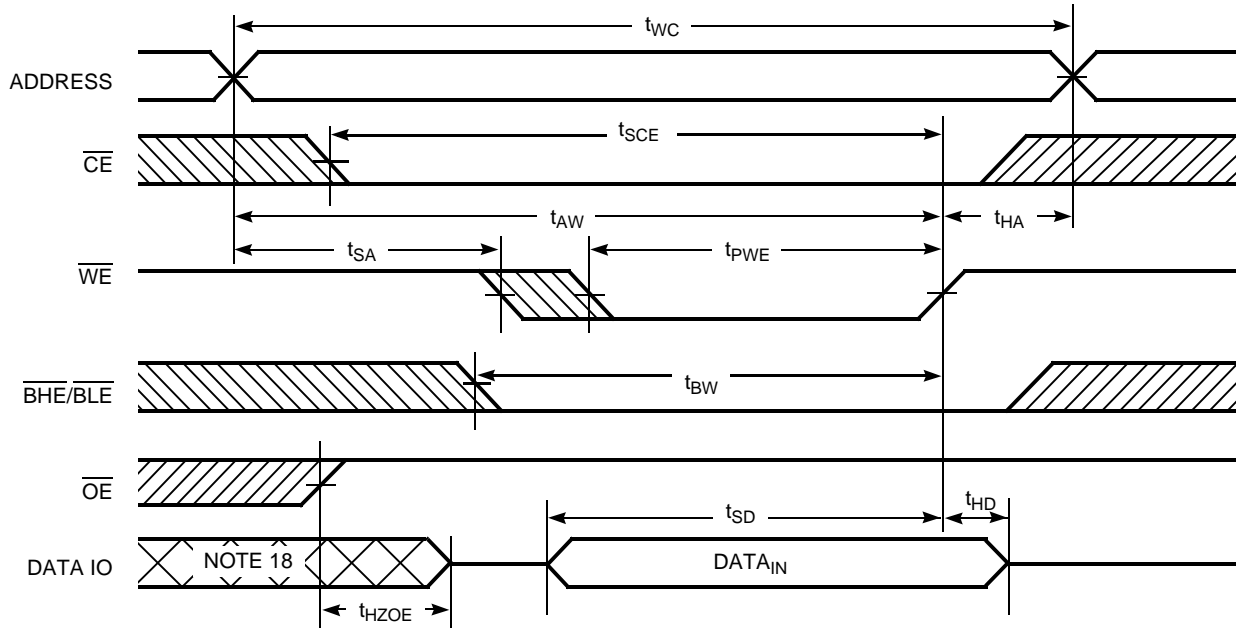 tWC
ADDRESS
tSCE
CE
tAW
tHA
tSA
tPWE
WE
BHE/BLE
tBW
OE
tSD
tHD
DATA IO
NOTE 18
DATAIN
tHZOE